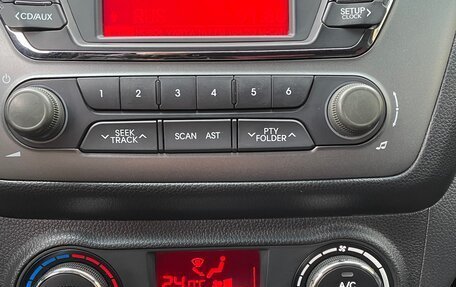 CD/AUX
SETUP
CLOCK
1 2 3 4 5 6
SEEK
TRACK
SCAN AST
PTY
FOLDER
A/C